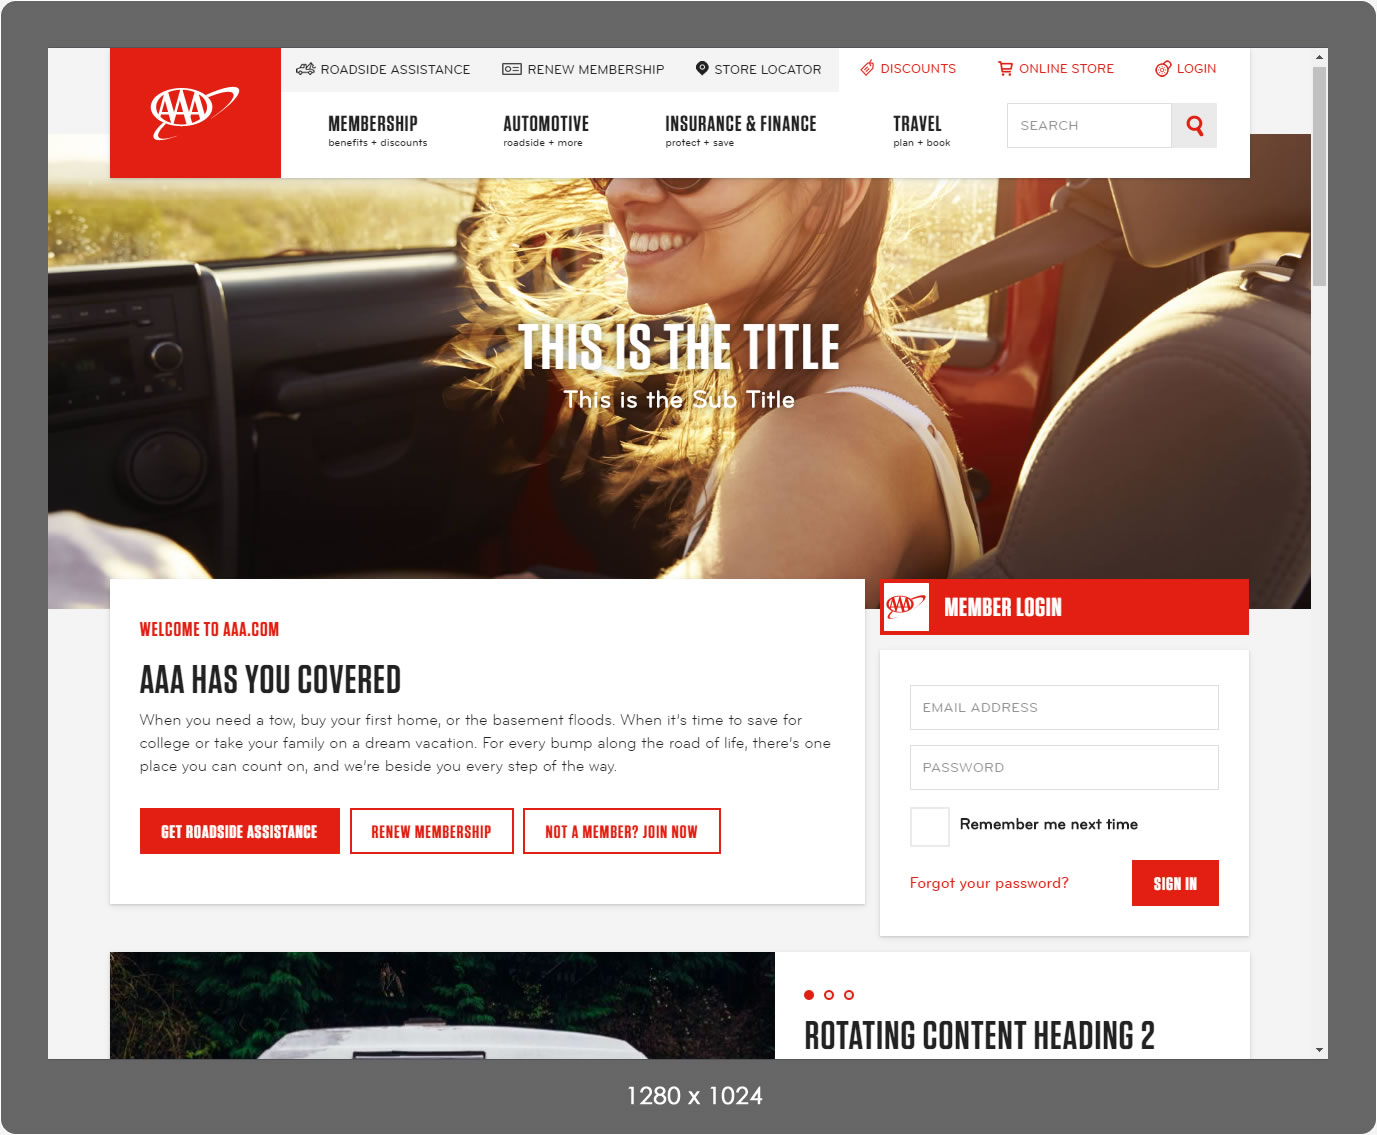 AAA
ROADSIDE ASSISTANCE
RENEW MEMBERSHIP
STORE LOCATOR
DISCOUNTS
ONLINE STORE
LOGIN
MEMBERSHIP
benefits + discounts
AUTOMOTIVE
roadside + more
INSURANCE & FINANCE
protect + save
TRAVEL
plan + book
SEARCH
THIS IS THE TITLE
This is the Sub Title
WELCOME TO AAA.COM
AAA HAS YOU COVERED
When you need a tow, buy your first home, or the basement floods. When it's time to save for
college or take your family on a dream vacation. For every bump along the road of life, there's one
place you can count on, and we're beside you every step of the way.
GET ROADSIDE ASSISTANCE
RENEW MEMBERSHIP
NOT A MEMBER? JOIN NOW
AAA
MEMBER LOGIN
EMAIL ADDRESS
PASSWORD
Remember me next time
Forgot your password?
SIGN IN
ROTATING CONTENT HEADING 2
1280 x 1024